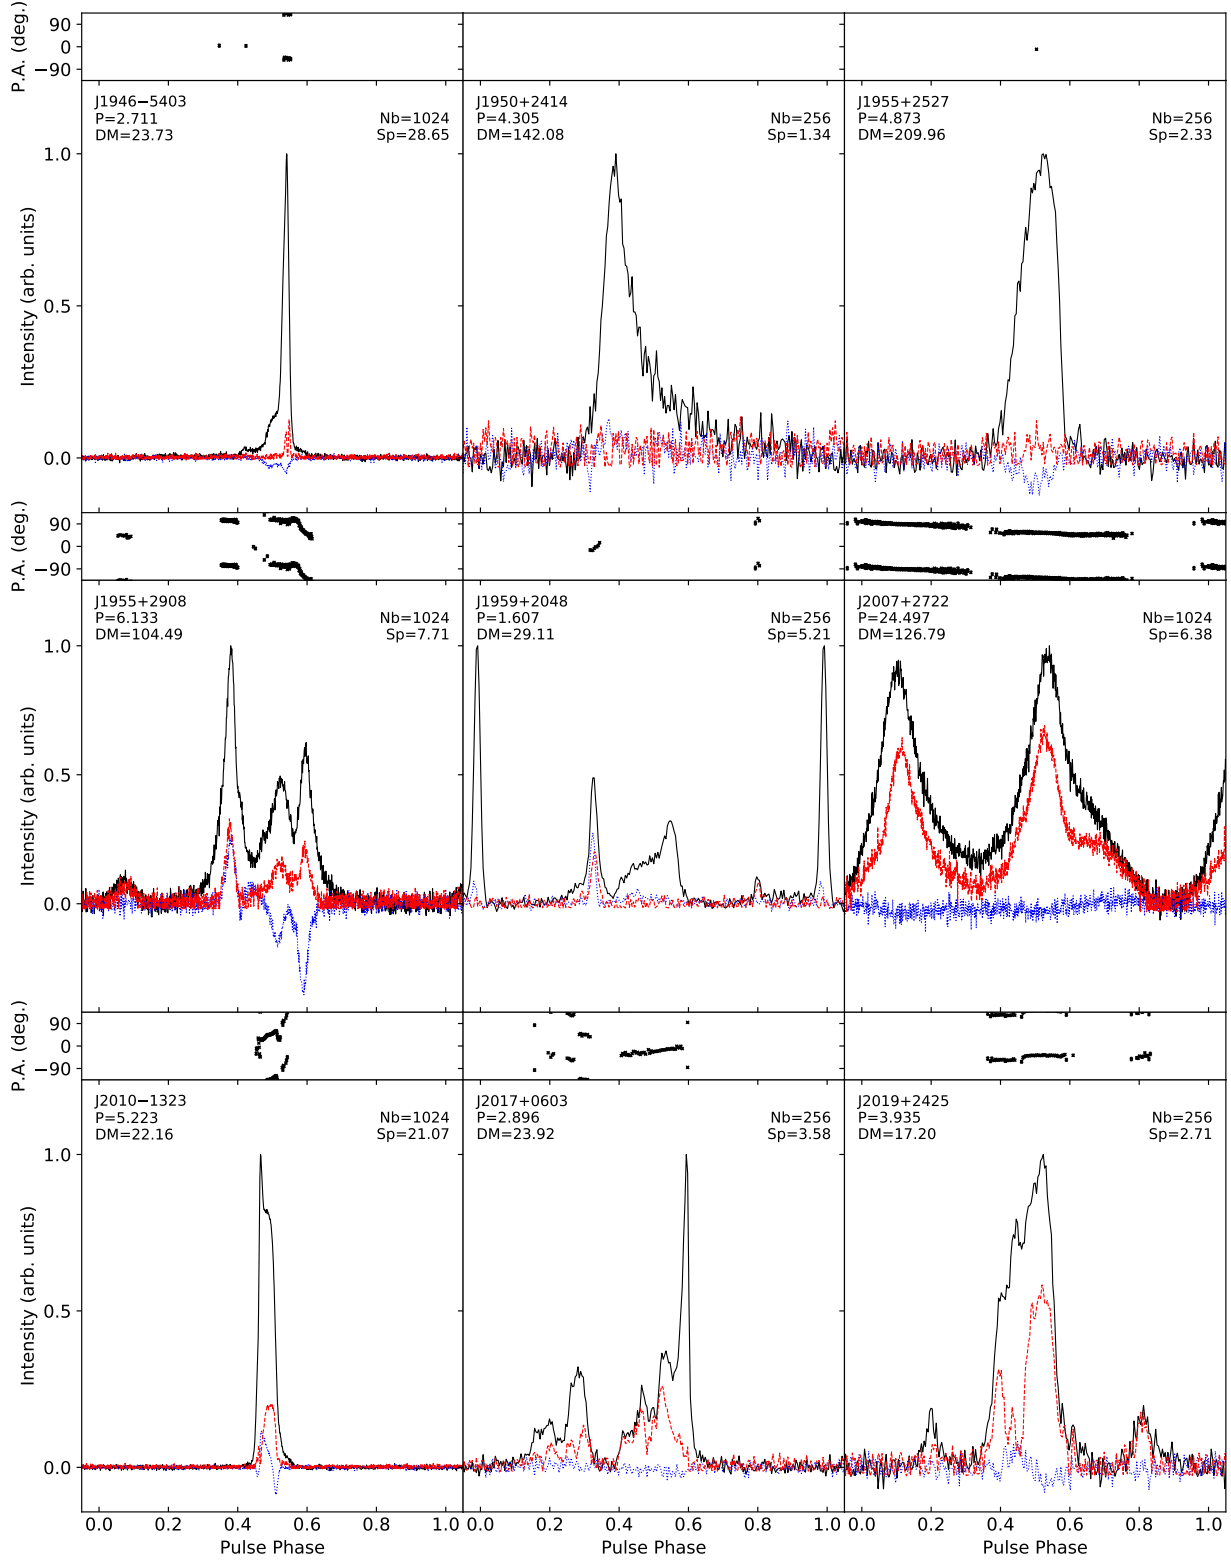 P.A. (deg.)
90
0
−90
J1946−5403
P=2.711
Nb=1024
DM=23.73
Sp=28.65
J1950+2414
P=4.305
Nb=256
DM=142.08
Sp=1.34
J1955+2527
P=4.873
Nb=256
DM=209.96
Sp=2.33
Intensity (arb. units)
1.0
0.5
0.0
P.A. (deg.)
90
0
−90
J1955+2908
P=6.133
Nb=1024
DM=104.49
Sp=7.71
J1959+2048
P=1.607
Nb=256
DM=29.11
Sp=5.21
J2007+2722
P=24.497
Nb=1024
DM=126.79
Sp=6.38
Intensity (arb. units)
1.0
0.5
0.0
P.A. (deg.)
90
0
−90
J2010−1323
P=5.223
Nb=1024
DM=22.16
Sp=21.07
J2017+0603
P=2.896
Nb=256
DM=23.92
Sp=3.58
J2019+2425
P=3.935
Nb=256
DM=17.20
Sp=2.71
Intensity (arb. units)
1.0
0.5
0.0
0.0 0.2 0.4 0.6 0.8 1.0
0.0 0.2 0.4 0.6 0.8 1.0
0.0 0.2 0.4 0.6 0.8 1.0
Pulse Phase
Pulse Phase
Pulse Phase